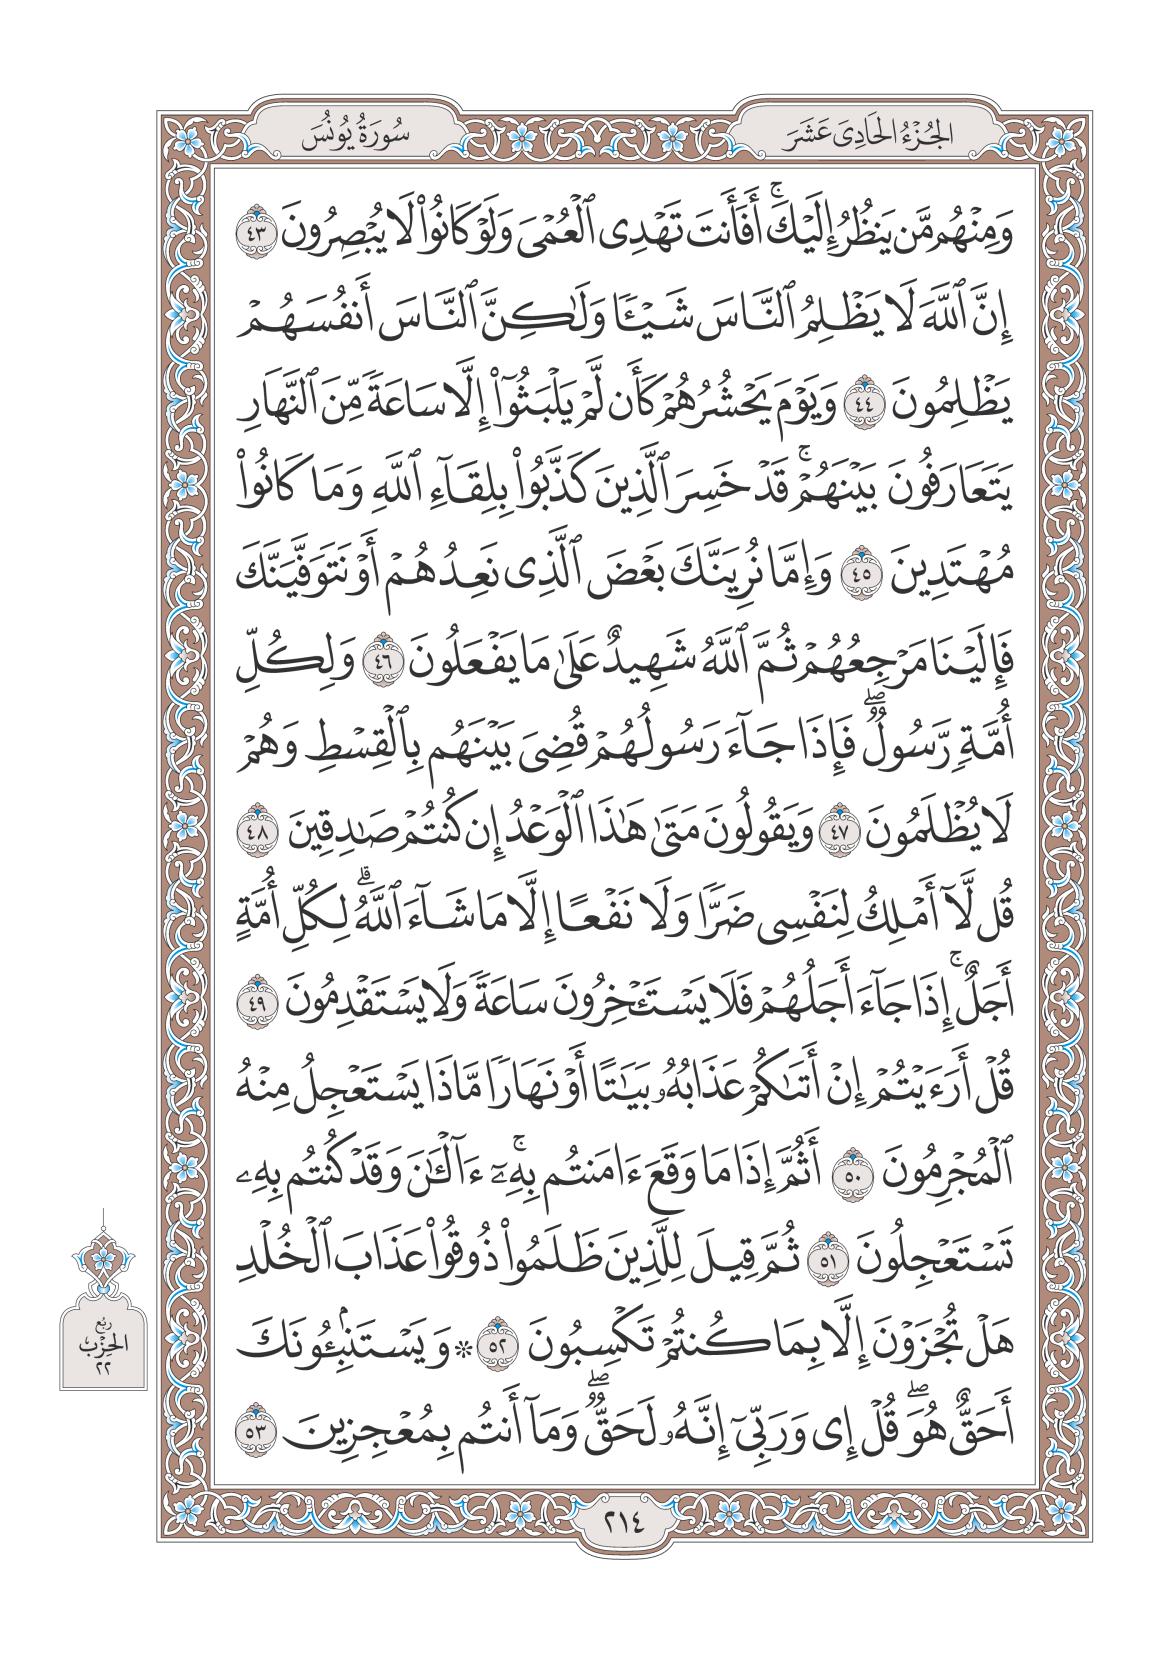 الجُزْءُ الحَادِيَ عَشَرَ
سُورَةُ يُونُسَ
وَمِنْهُم مَّن يَنظُرُ إِلَيْكَۚ أَفَأَنتَ تَهْدِى ٱلْعُمْىَ وَلَوْ كَانُوا۟ لَا يُبْصِرُونَ ٤٣
إِنَّ ٱللَّهَ لَا يَظْلِمُ ٱلنَّاسَ شَيْـًٔا وَلَـٰكِنَّ ٱلنَّاسَ أَنفُسَهُمْ
يَظْلِمُونَ ٤٤ وَيَوْمَ يَحْشُرُهُمْ كَأَن لَّمْ يَلْبَثُوٓا۟ إِلَّا سَاعَةً مِّنَ ٱلنَّهَارِ
يَتَعَارَفُونَ بَيْنَهُمْۚ قَدْ خَسِرَ ٱلَّذِينَ كَذَّبُوا۟ بِلِقَآءِ ٱللَّهِ وَمَا كَانُوا۟
مُهْتَدِينَ ٤٥ وَإِمَّا نُرِيَنَّكَ بَعْضَ ٱلَّذِى نَعِدُهُمْ أَوْ نَتَوَفَّيَنَّكَ
فَإِلَيْنَا مَرْجِعُهُمْ ثُمَّ ٱللَّهُ شَهِيدٌ عَلَىٰ مَا يَفْعَلُونَ ٤٦ وَلِكُلِّ
أُمَّةٍ رَّسُولٌۖ فَإِذَا جَآءَ رَسُولُهُمْ قُضِىَ بَيْنَهُم بِٱلْقِسْطِ وَهُمْ
لَا يُظْلَمُونَ ٤٧ وَيَقُولُونَ مَتَىٰ هَـٰذَا ٱلْوَعْدُ إِن كُنتُمْ صَـٰدِقِينَ ٤٨
قُل لَّآ أَمْلِكُ لِنَفْسِى ضَرًّا وَلَا نَفْعًا إِلَّا مَا شَآءَ ٱللَّهُۗ لِكُلِّ أُمَّةٍ
أَجَلٌۚ إِذَا جَآءَ أَجَلُهُمْ فَلَا يَسْتَـْٔخِرُونَ سَاعَةً وَلَا يَسْتَقْدِمُونَ ٤٩
قُلْ أَرَءَيْتُمْ إِنْ أَتَىٰكُمْ عَذَابُهُۥ بَيَـٰتًا أَوْ نَهَارًا مَّاذَا يَسْتَعْجِلُ مِنْهُ
ٱلْمُجْرِمُونَ ٥٠ أَثُمَّ إِذَا مَا وَقَعَ ءَامَنتُم بِهِۦٓۚ ءَآلْـَٔـٰنَ وَقَدْ كُنتُم بِهِۦ
تَسْتَعْجِلُونَ ٥١ ثُمَّ قِيلَ لِلَّذِينَ ظَلَمُوا۟ ذُوقُوا۟ عَذَابَ ٱلْخُلْدِ
هَلْ تُجْزَوْنَ إِلَّا بِمَا كُنتُمْ تَكْسِبُونَ ٥٢ ۞ وَيَسْتَنۢبِـُٔونَكَ
أَحَقٌّ هُوَۖ قُلْ إِى وَرَبِّىٓ إِنَّهُۥ لَحَقٌّۖ وَمَآ أَنتُم بِمُعْجِزِينَ ٥٣
ربع
الحِزْب
٢٢
٢١٤